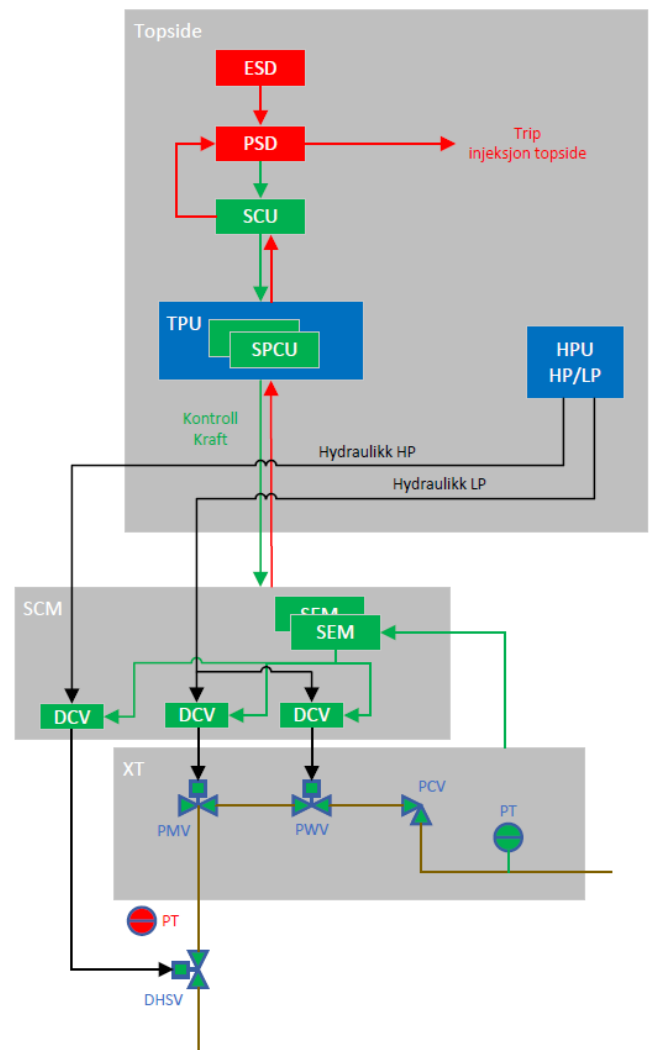 Topside
ESD
PSD
Trip
injeksjon topside
SCU
TPU
SPCU
HPU
HP/LP
Kontroll
Kraft
Hydraulikk HP
Hydraulikk LP
SCM
SEM
SEM
DCV
DCV
DCV
XT
PCV
PT
PMV
PWV
PT
DHSV